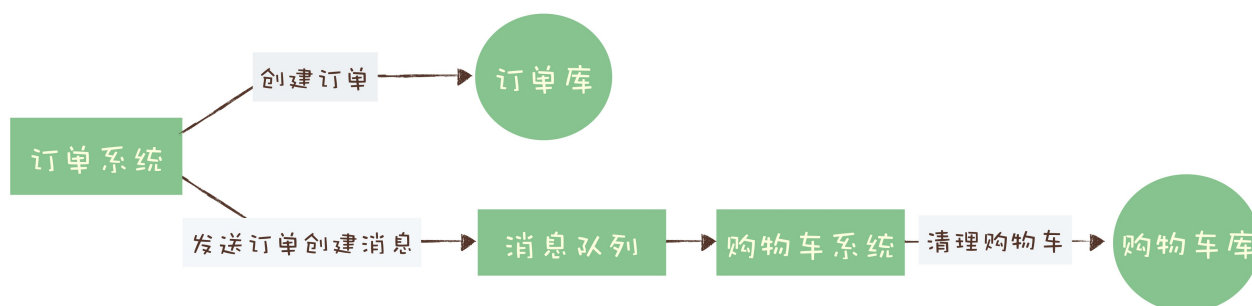 创建订单
订单库
订单系统
发送订单创建消息
消息队列
购物车系统
清理购物车
购物车库